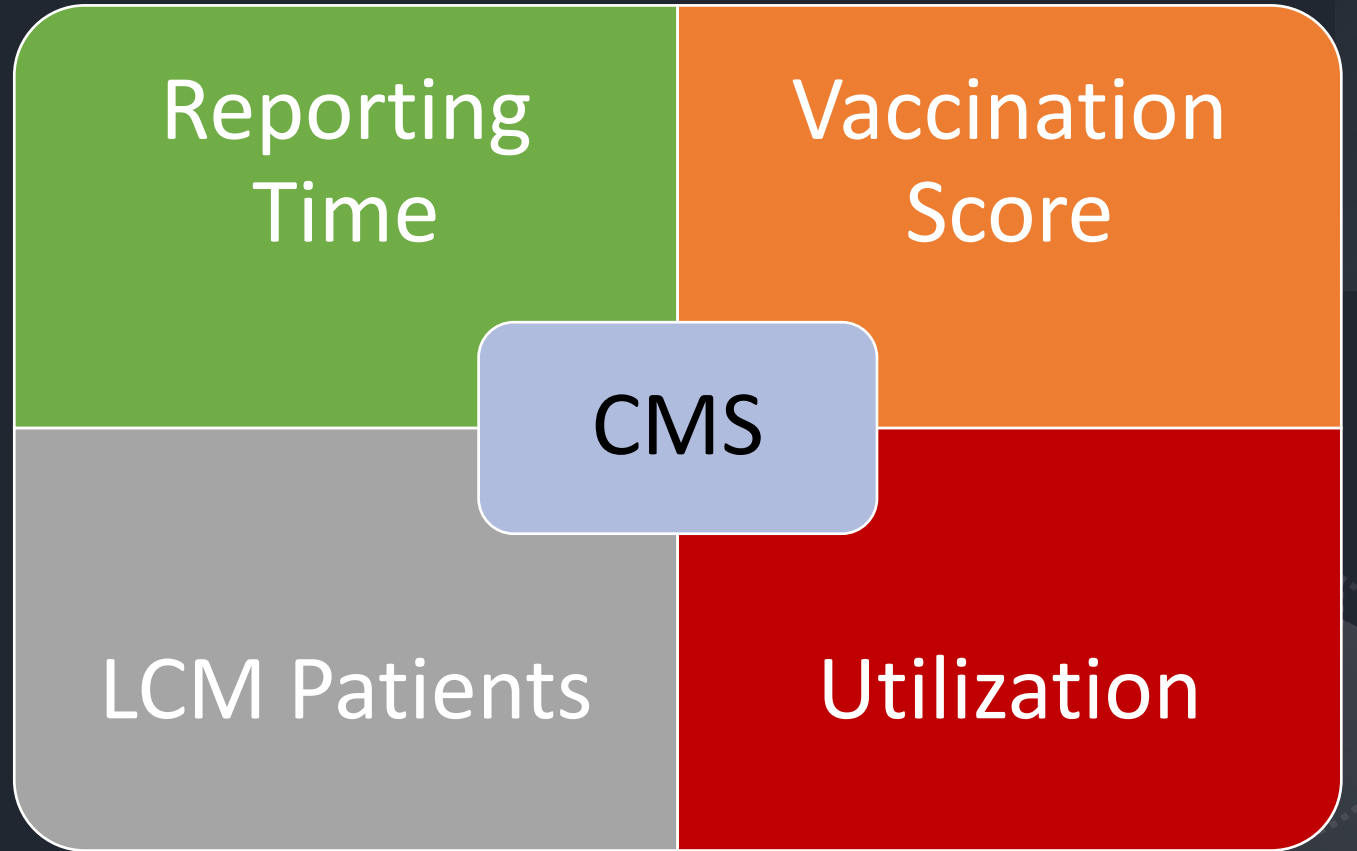 Reporting
Time
Vaccination
Score
CMS
LCM Patients
Utilization